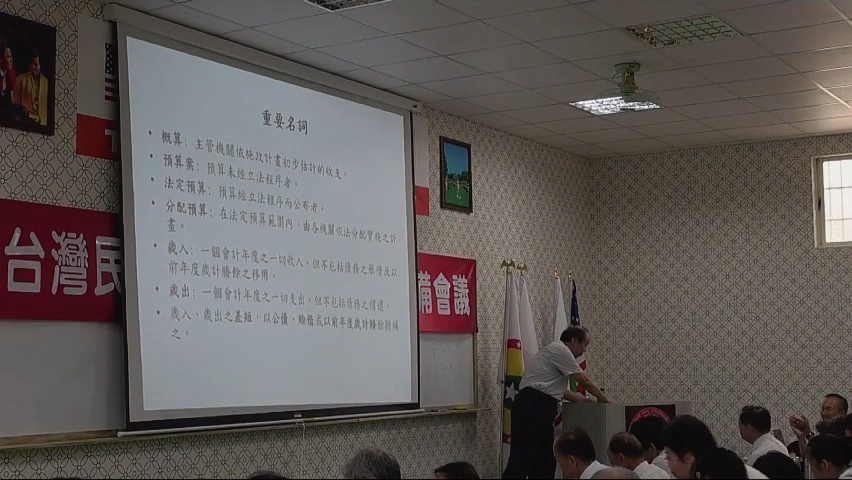 重要名詞
• 概算：主管機關依施政計畫初步估計的收支。
• 預算案：預算未經立法程序者。
• 法定預算：預算經立法程序而公布者。
• 分配預算：在法定預算範圍內，由各機關依法分配實施之計
畫。
• 歲入：一個會計年度之一切收入，但不包括債務之舉借及以
前年度歲計賸餘之移用。
• 歲出：一個會計年度之一切支出，但不包括債務之償還。
• 歲入、歲出之差短，以公債、賒借或以前年度歲計賸餘撥補
之。
台灣民
備會議